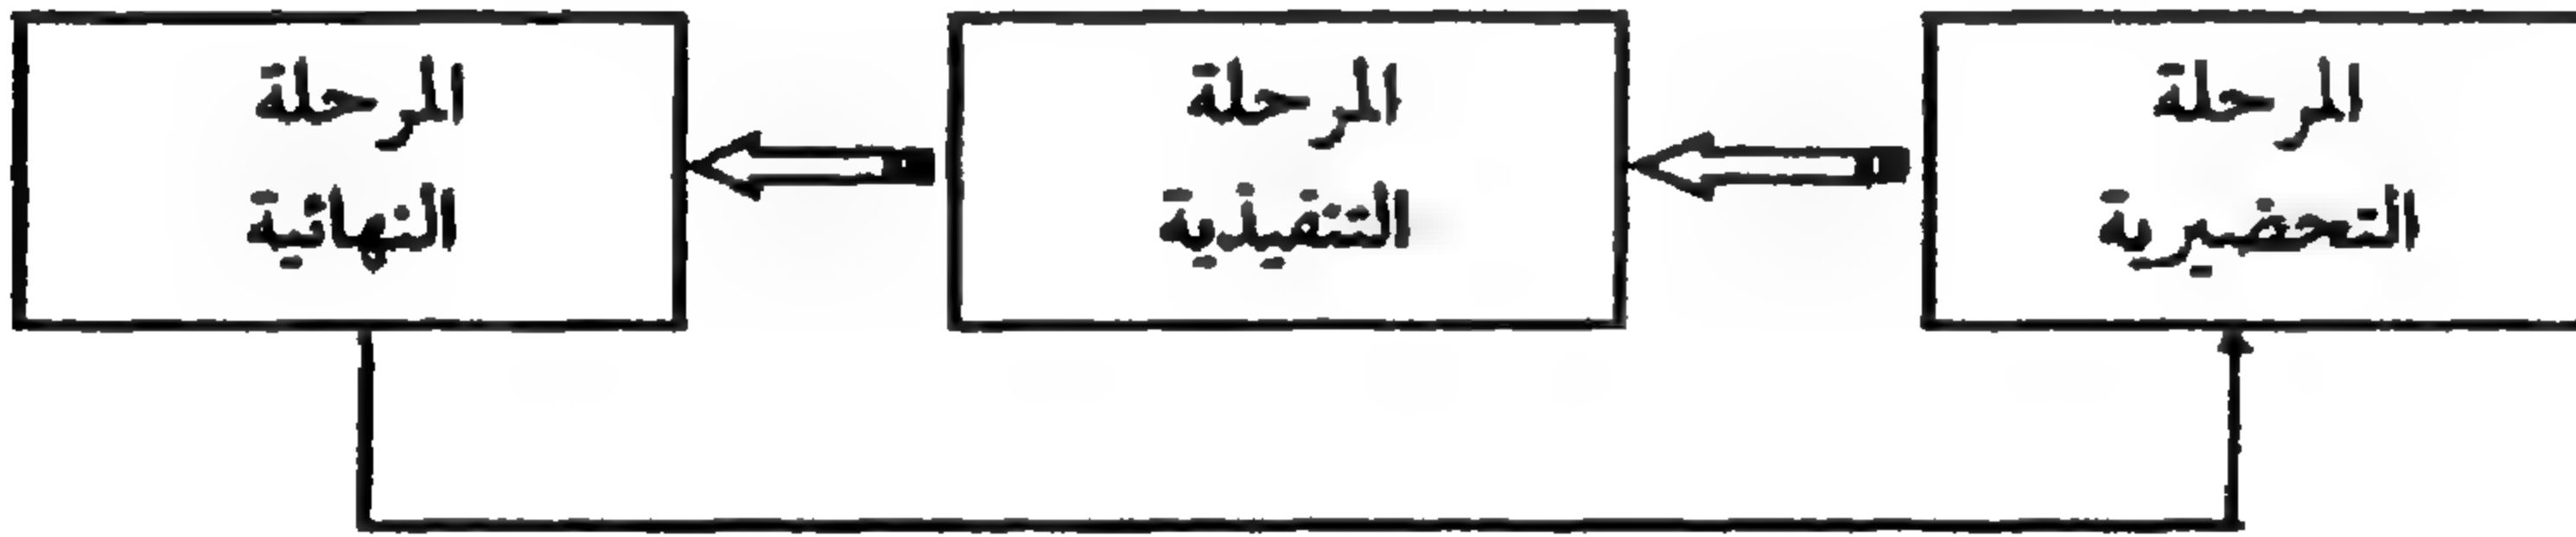 المرحلة
التحضيرية
المرحلة
التنفيذية
المرحلة
النهائية